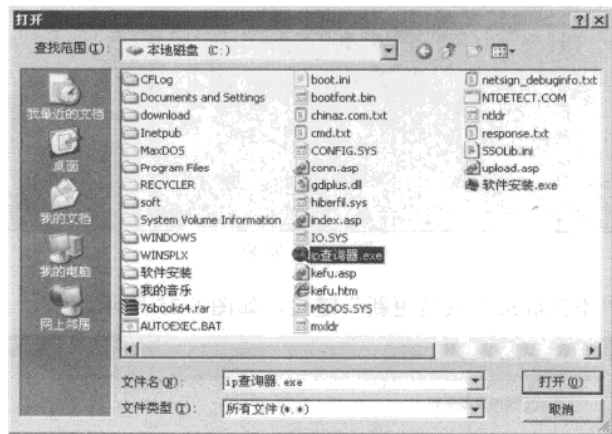 打开
查找范围(I):
本地磁盘 (C:)
我最近的文档
桌面
我的文档
我的电脑
网上邻居
CFLog
Documents and Settings
download
Inetpub
MaxDOS
Program Files
RECYCLER
soft
System Volume Information
WINDOWS
WINSPLX
软件安装
我的音乐
76book64.rar
AUTOEXEC.BAT
boot.ini
bootfont.bin
chinaz.com.txt
cmd.txt
CONFIG.SYS
conn.asp
gdiplus.dll
hiberfil.sys
index.asp
IO.SYS
ip查询器.exe
kefu.asp
kefu.htm
MSDOS.SYS
mxldr
netsign_debuginfo.txt
NTDETECT.COM
ntldr
response.txt
SSOLib.ini
upload.asp
软件安装.exe
文件名(N):
ip查询器.exe
打开(O)
文件类型(T):
所有文件(*.*)
取消